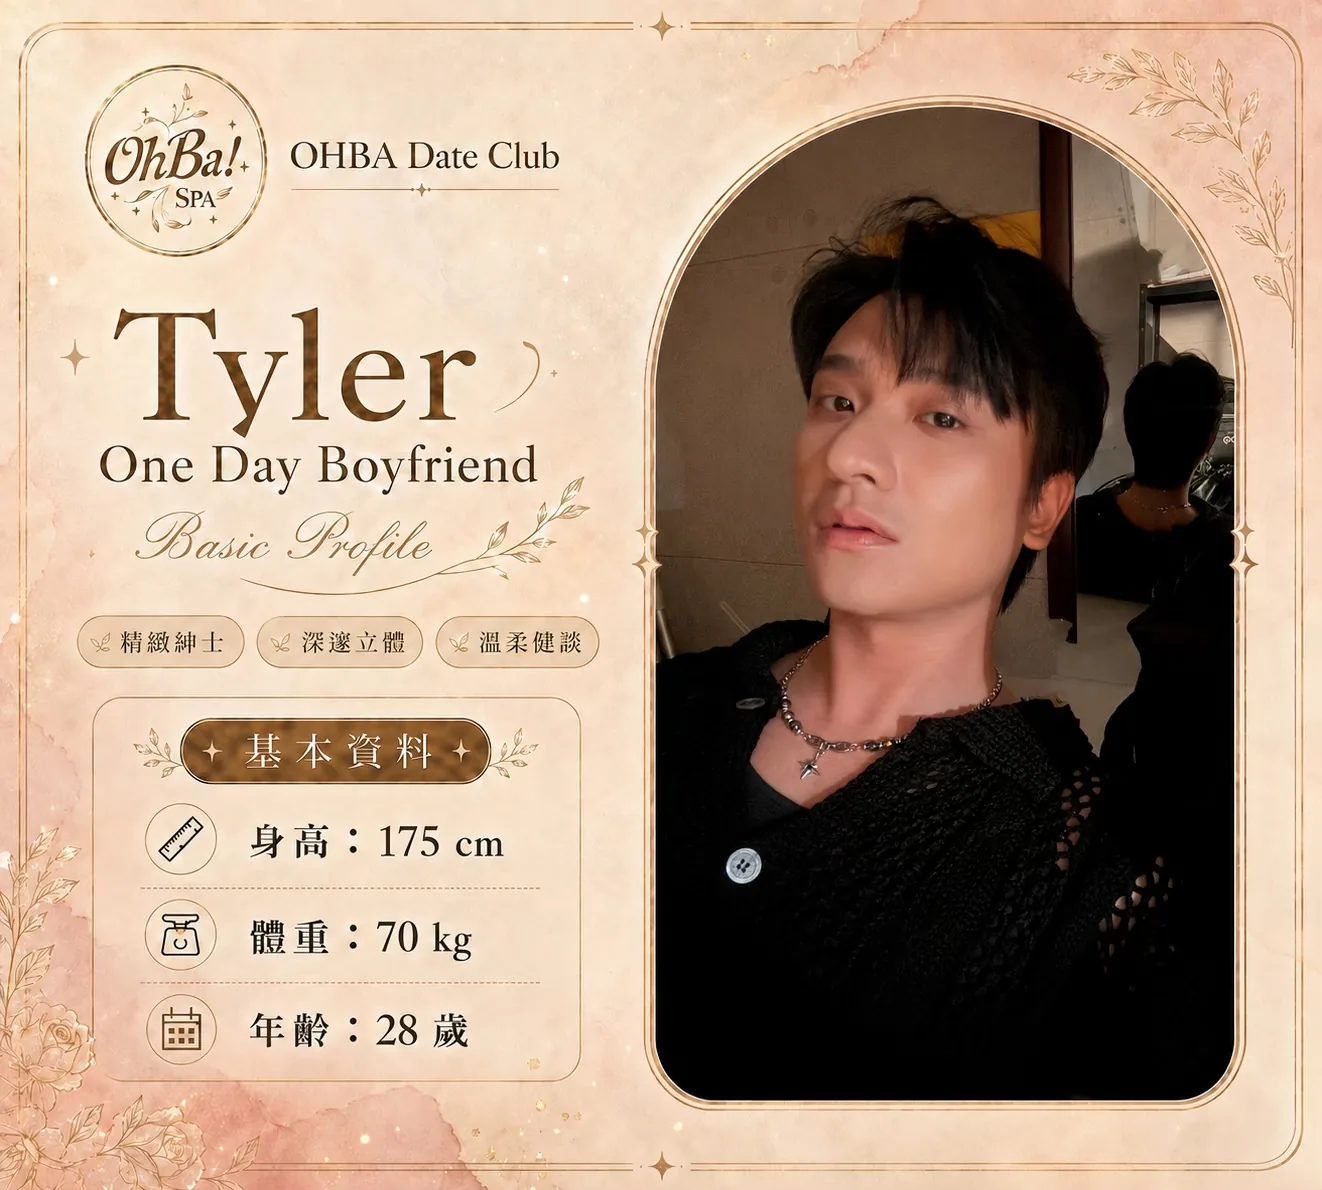 OhBa!
SPA
OHBA Date Club
Tyler
One Day Boyfriend
Basic Profile
精緻紳士
深邃立體
溫柔健談
基本資料
身高：175 cm
體重：70 kg
年齡：28 歲